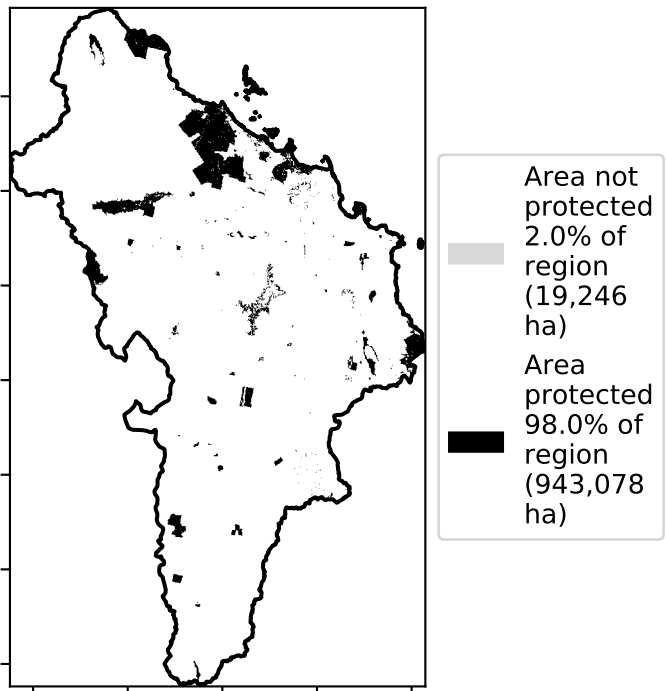 Area not
protected
2.0% of
region
(19,246
ha)
Area
protected
98.0% of
region
(943,078
ha)